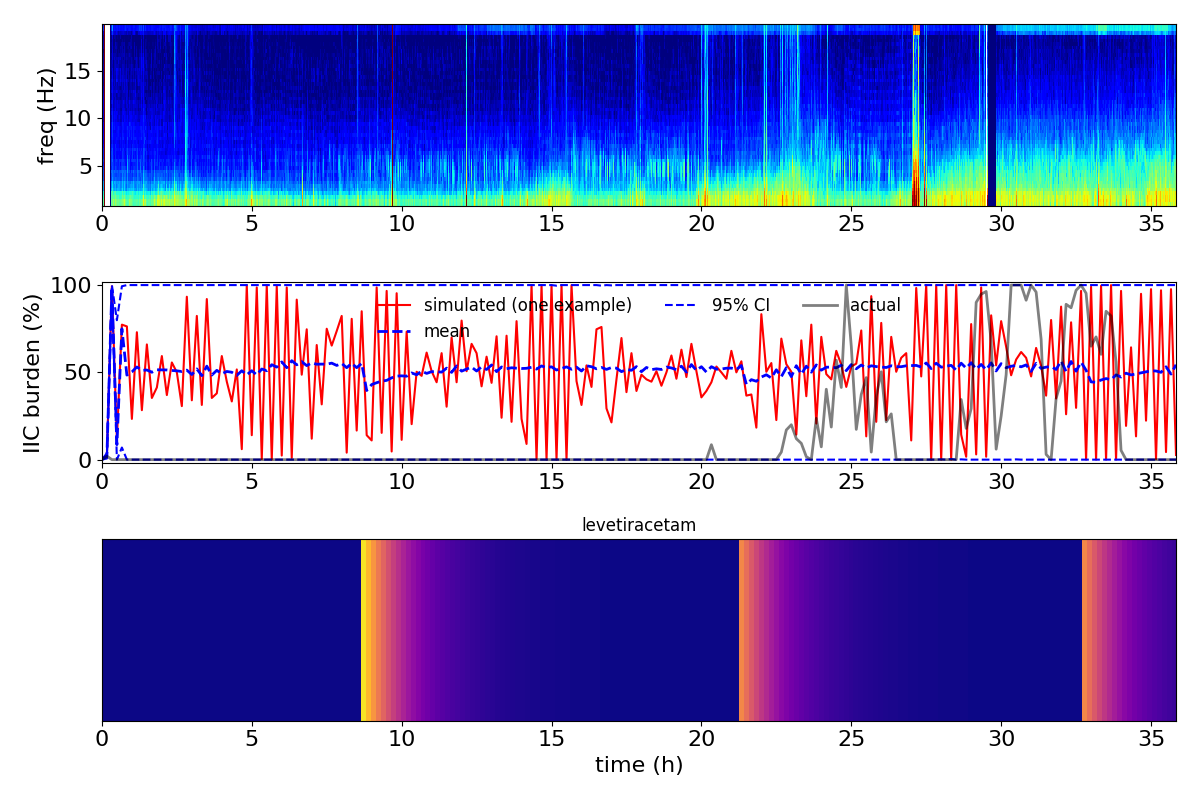 freq (Hz)
15
10
5
0 5 10 15 20 25 30 35
IIC burden (%)
100
50
0
simulated (one example) 95% CI actual
mean
0 5 10 15 20 25 30 35
levetiracetam
0 5 10 15 20 25 30 35
time (h)